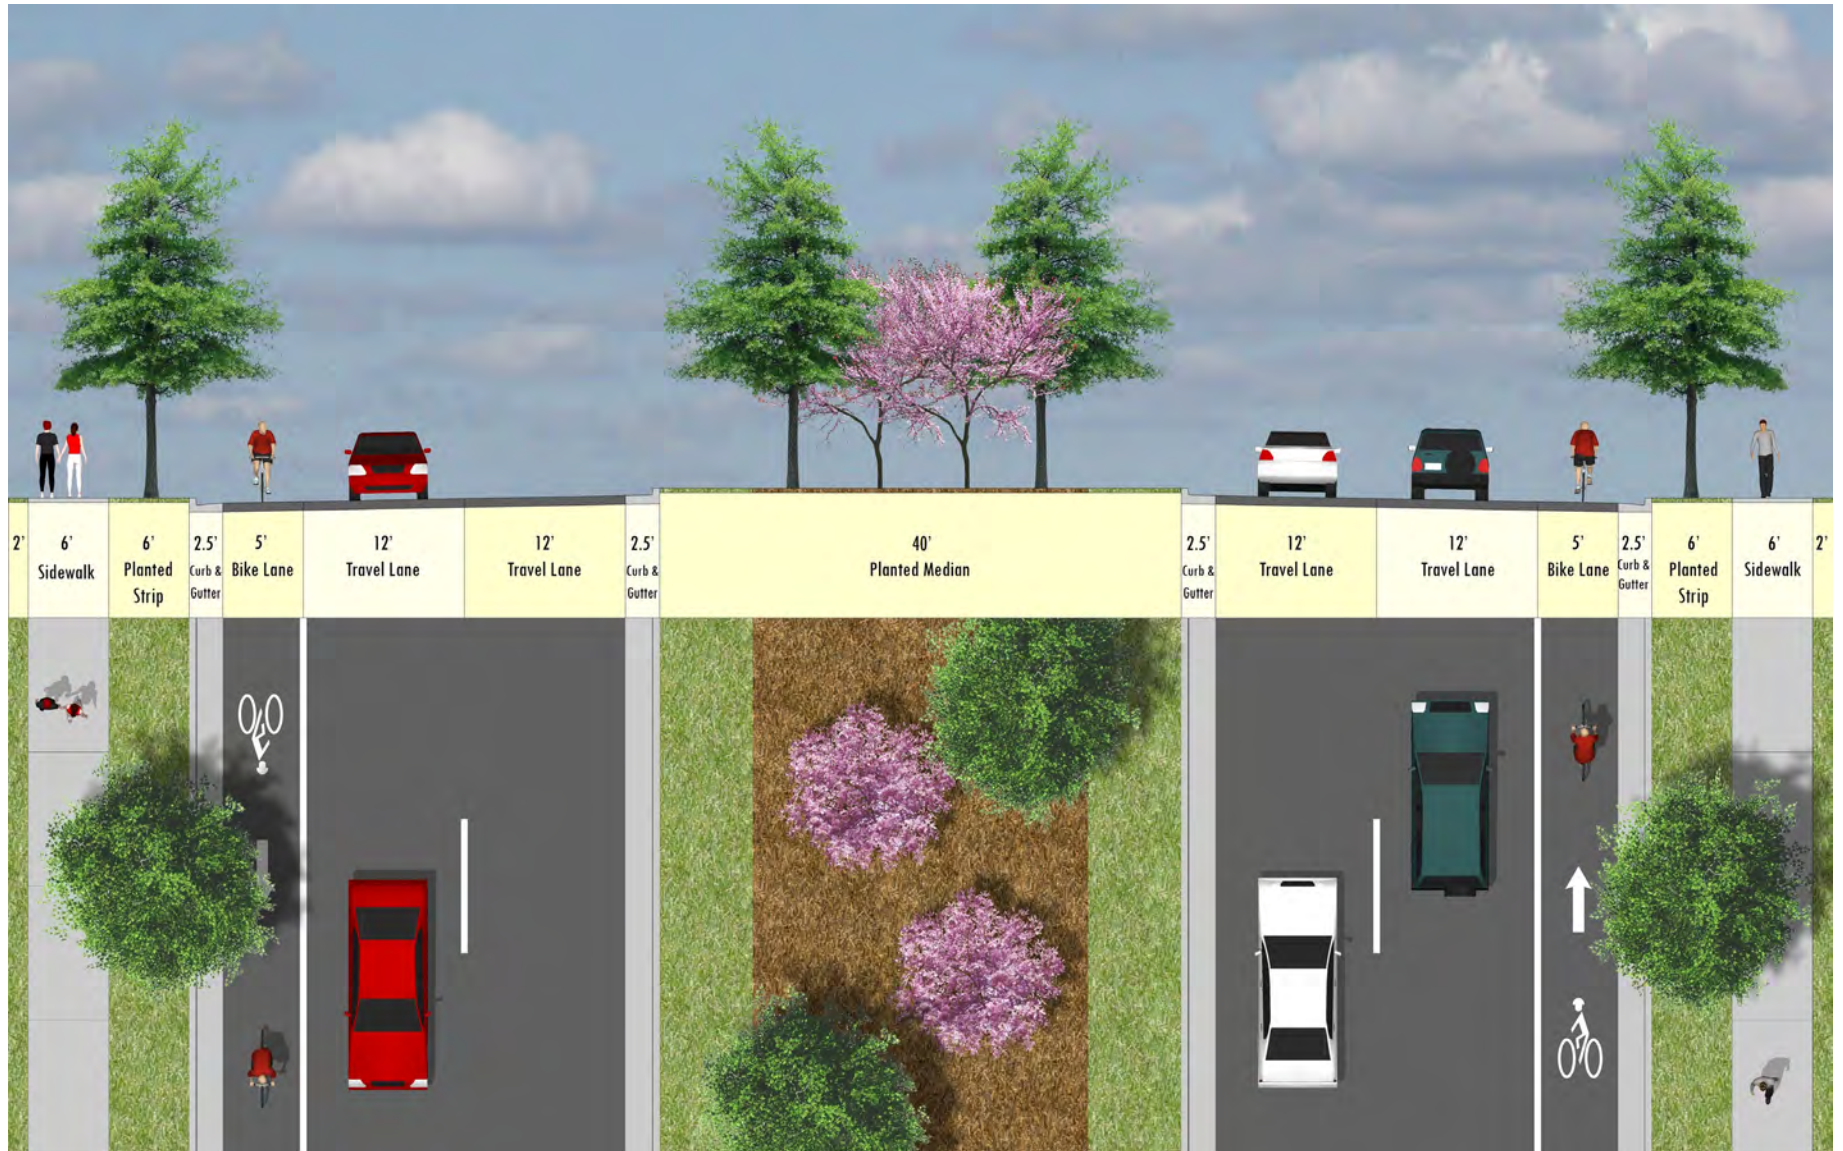 2'
6'
Sidewalk
6'
Planted
Strip
2.5'
Curb &
Gutter
5'
Bike Lane
12'
Travel Lane
12'
Travel Lane
2.5'
Curb &
Gutter
40'
Planted Median
2.5'
Curb &
Gutter
12'
Travel Lane
12'
Travel Lane
5'
Bike Lane
2.5'
Curb &
Gutter
6'
Planted
Strip
6'
Sidewalk
2'